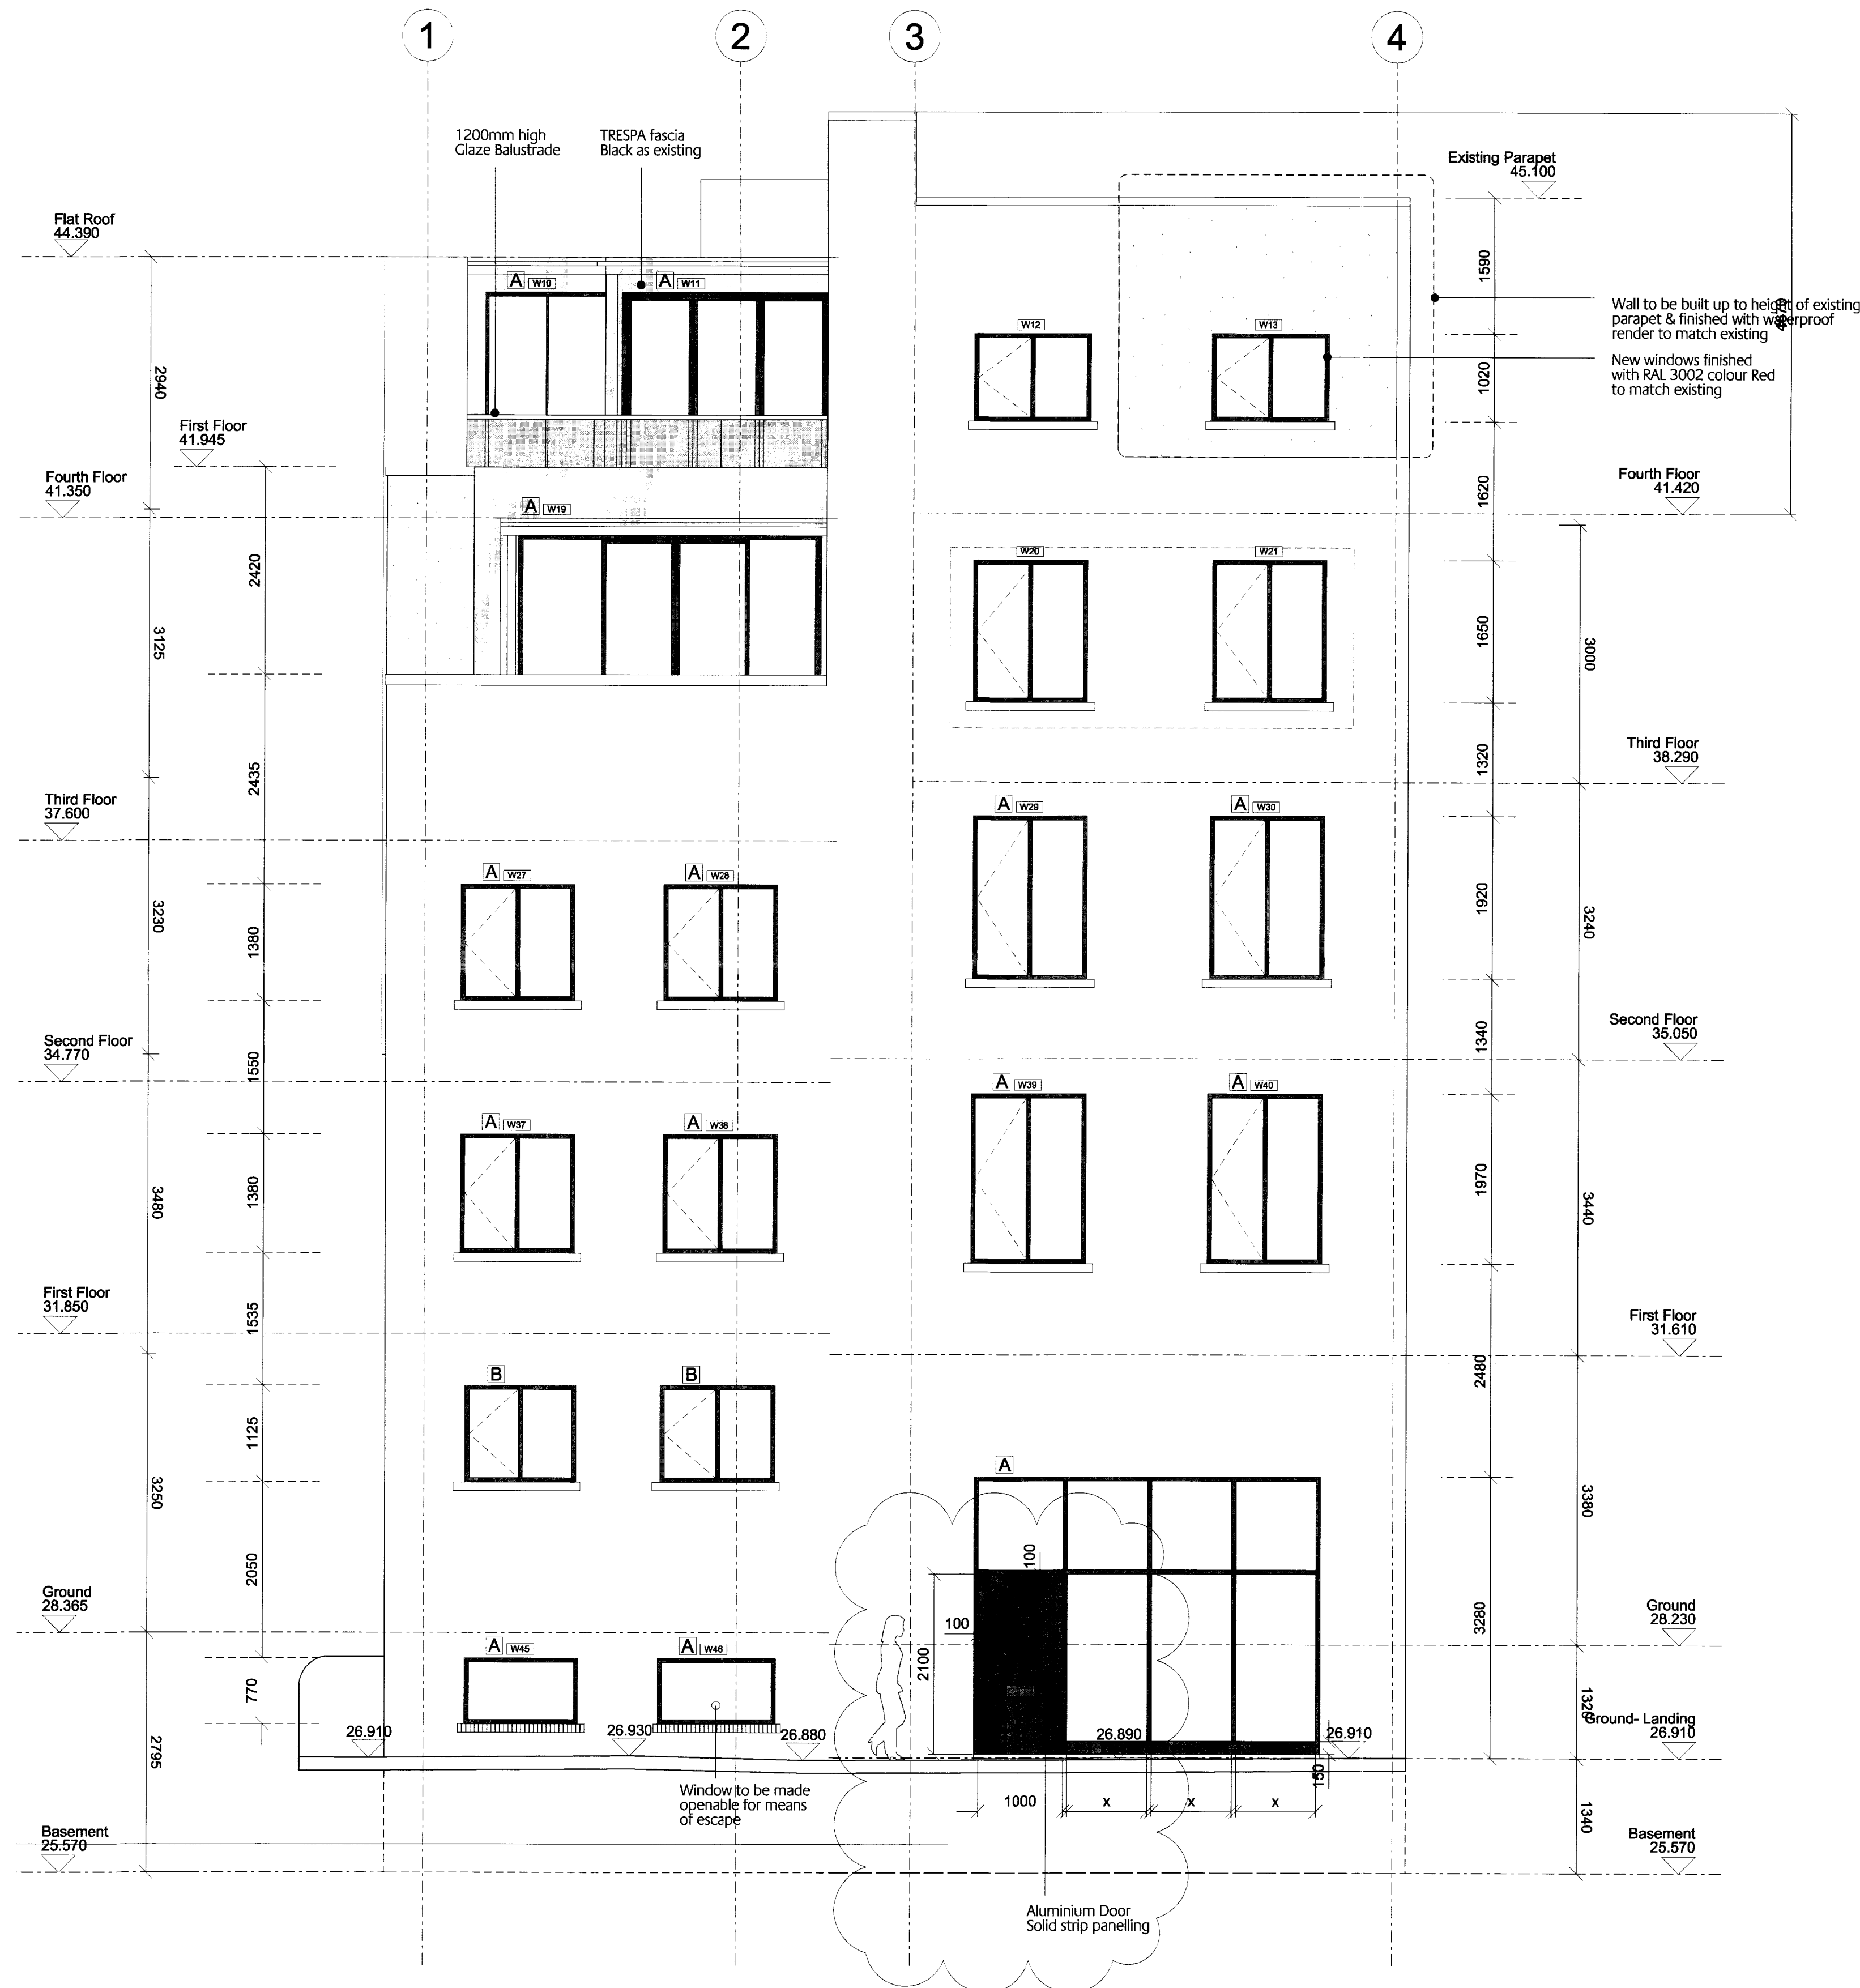 1
2
3
4
1200mm high
Glaze Balustrade
TRESPA fascia
Black as existing
Existing Parapet
45.100
Flat Roof
44.390
A W10
A W11
1590
4670
Wall to be built up to height of existing
parapet & finished with waterproof
render to match existing
W12
W13
New windows finished
with RAL 3002 colour Red
to match existing
2940
1020
First Floor
41.945
Fourth Floor
41.350
1620
Fourth Floor
41.420
A W19
2420
3125
W20
W21
1650
3000
1320
Third Floor
38.290
2435
Third Floor
37.600
A W29
A W30
A W27
A W28
3230
1380
1920
3240
Second Floor
34.770
1550
1340
Second Floor
35.050
A W39
A W40
A W37
A W38
3480
1380
1970
3440
First Floor
31.850
1535
First Floor
31.610
2480
B
B
1125
3250
A
3380
100
2050
Ground
28.365
100
2100
3280
Ground
28.230
A W45
A W46
770
1320
Ground- Landing
26.910
26.910
26.930
26.880
26.890
26.910
2795
150
Window to be made
openable for means
of escape
1000
x
x
x
1340
Basement
25.570
Basement
25.570
Aluminium Door
Solid strip panelling